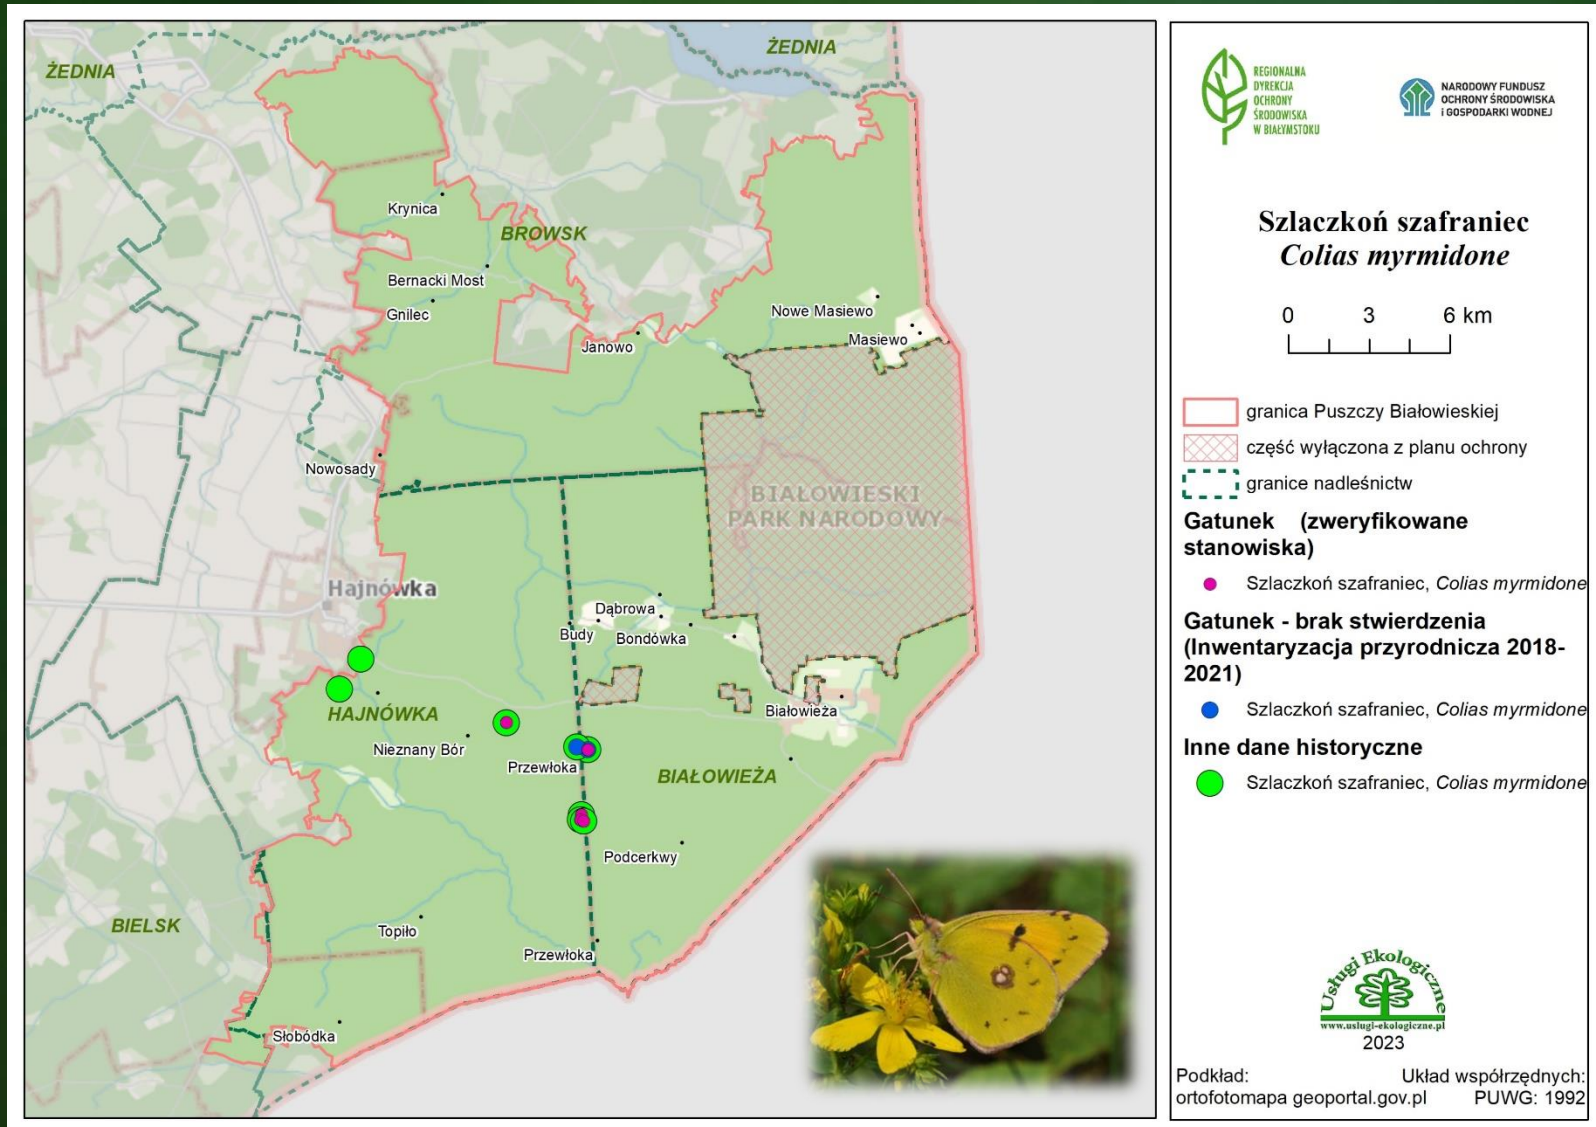 ŻEDNIA
ŻEDNIA
Krynica
BROWSK
Bernacki Most
Gnilec
Nowe Masiewo
Janowo
Masiewo
Nowosady
BIAŁOWIESKI
PARK NARODOWY
Hajnówka
Dąbrowa
Budy
Bondówka
HAJNÓWKA
Białowieża
Nieznany Bór
Przewłoka
BIAŁOWIEŻA
Podcerkwy
BIELSK
Topiło
Przewłoka
Słobódka
REGIONALNA
DYREKCJA
OCHRONY
ŚRODOWISKA
W BIAŁYMSTOKU
NARODOWY FUNDUSZ
OCHRONY ŚRODOWISKA
i GOSPODARKI WODNEJ
Szlaczkoń szafraniec
Colias myrmidone
0 3 6 km
granica Puszczy Białowieskiej
część wyłączona z planu ochrony
granice nadleśnictw
Gatunek (zweryfikowane
stanowiska)
Szlaczkoń szafraniec, Colias myrmidone
Gatunek - brak stwierdzenia
(Inwentaryzacja przyrodnicza 2018-
2021)
Szlaczkoń szafraniec, Colias myrmidone
Inne dane historyczne
Szlaczkoń szafraniec, Colias myrmidone
Usługi Ekologiczne
www.uslugi-ekologiczne.pl
2023
Podkład: Układ współrzędnych:
ortofotomapa geoportal.gov.pl PUWG: 1992